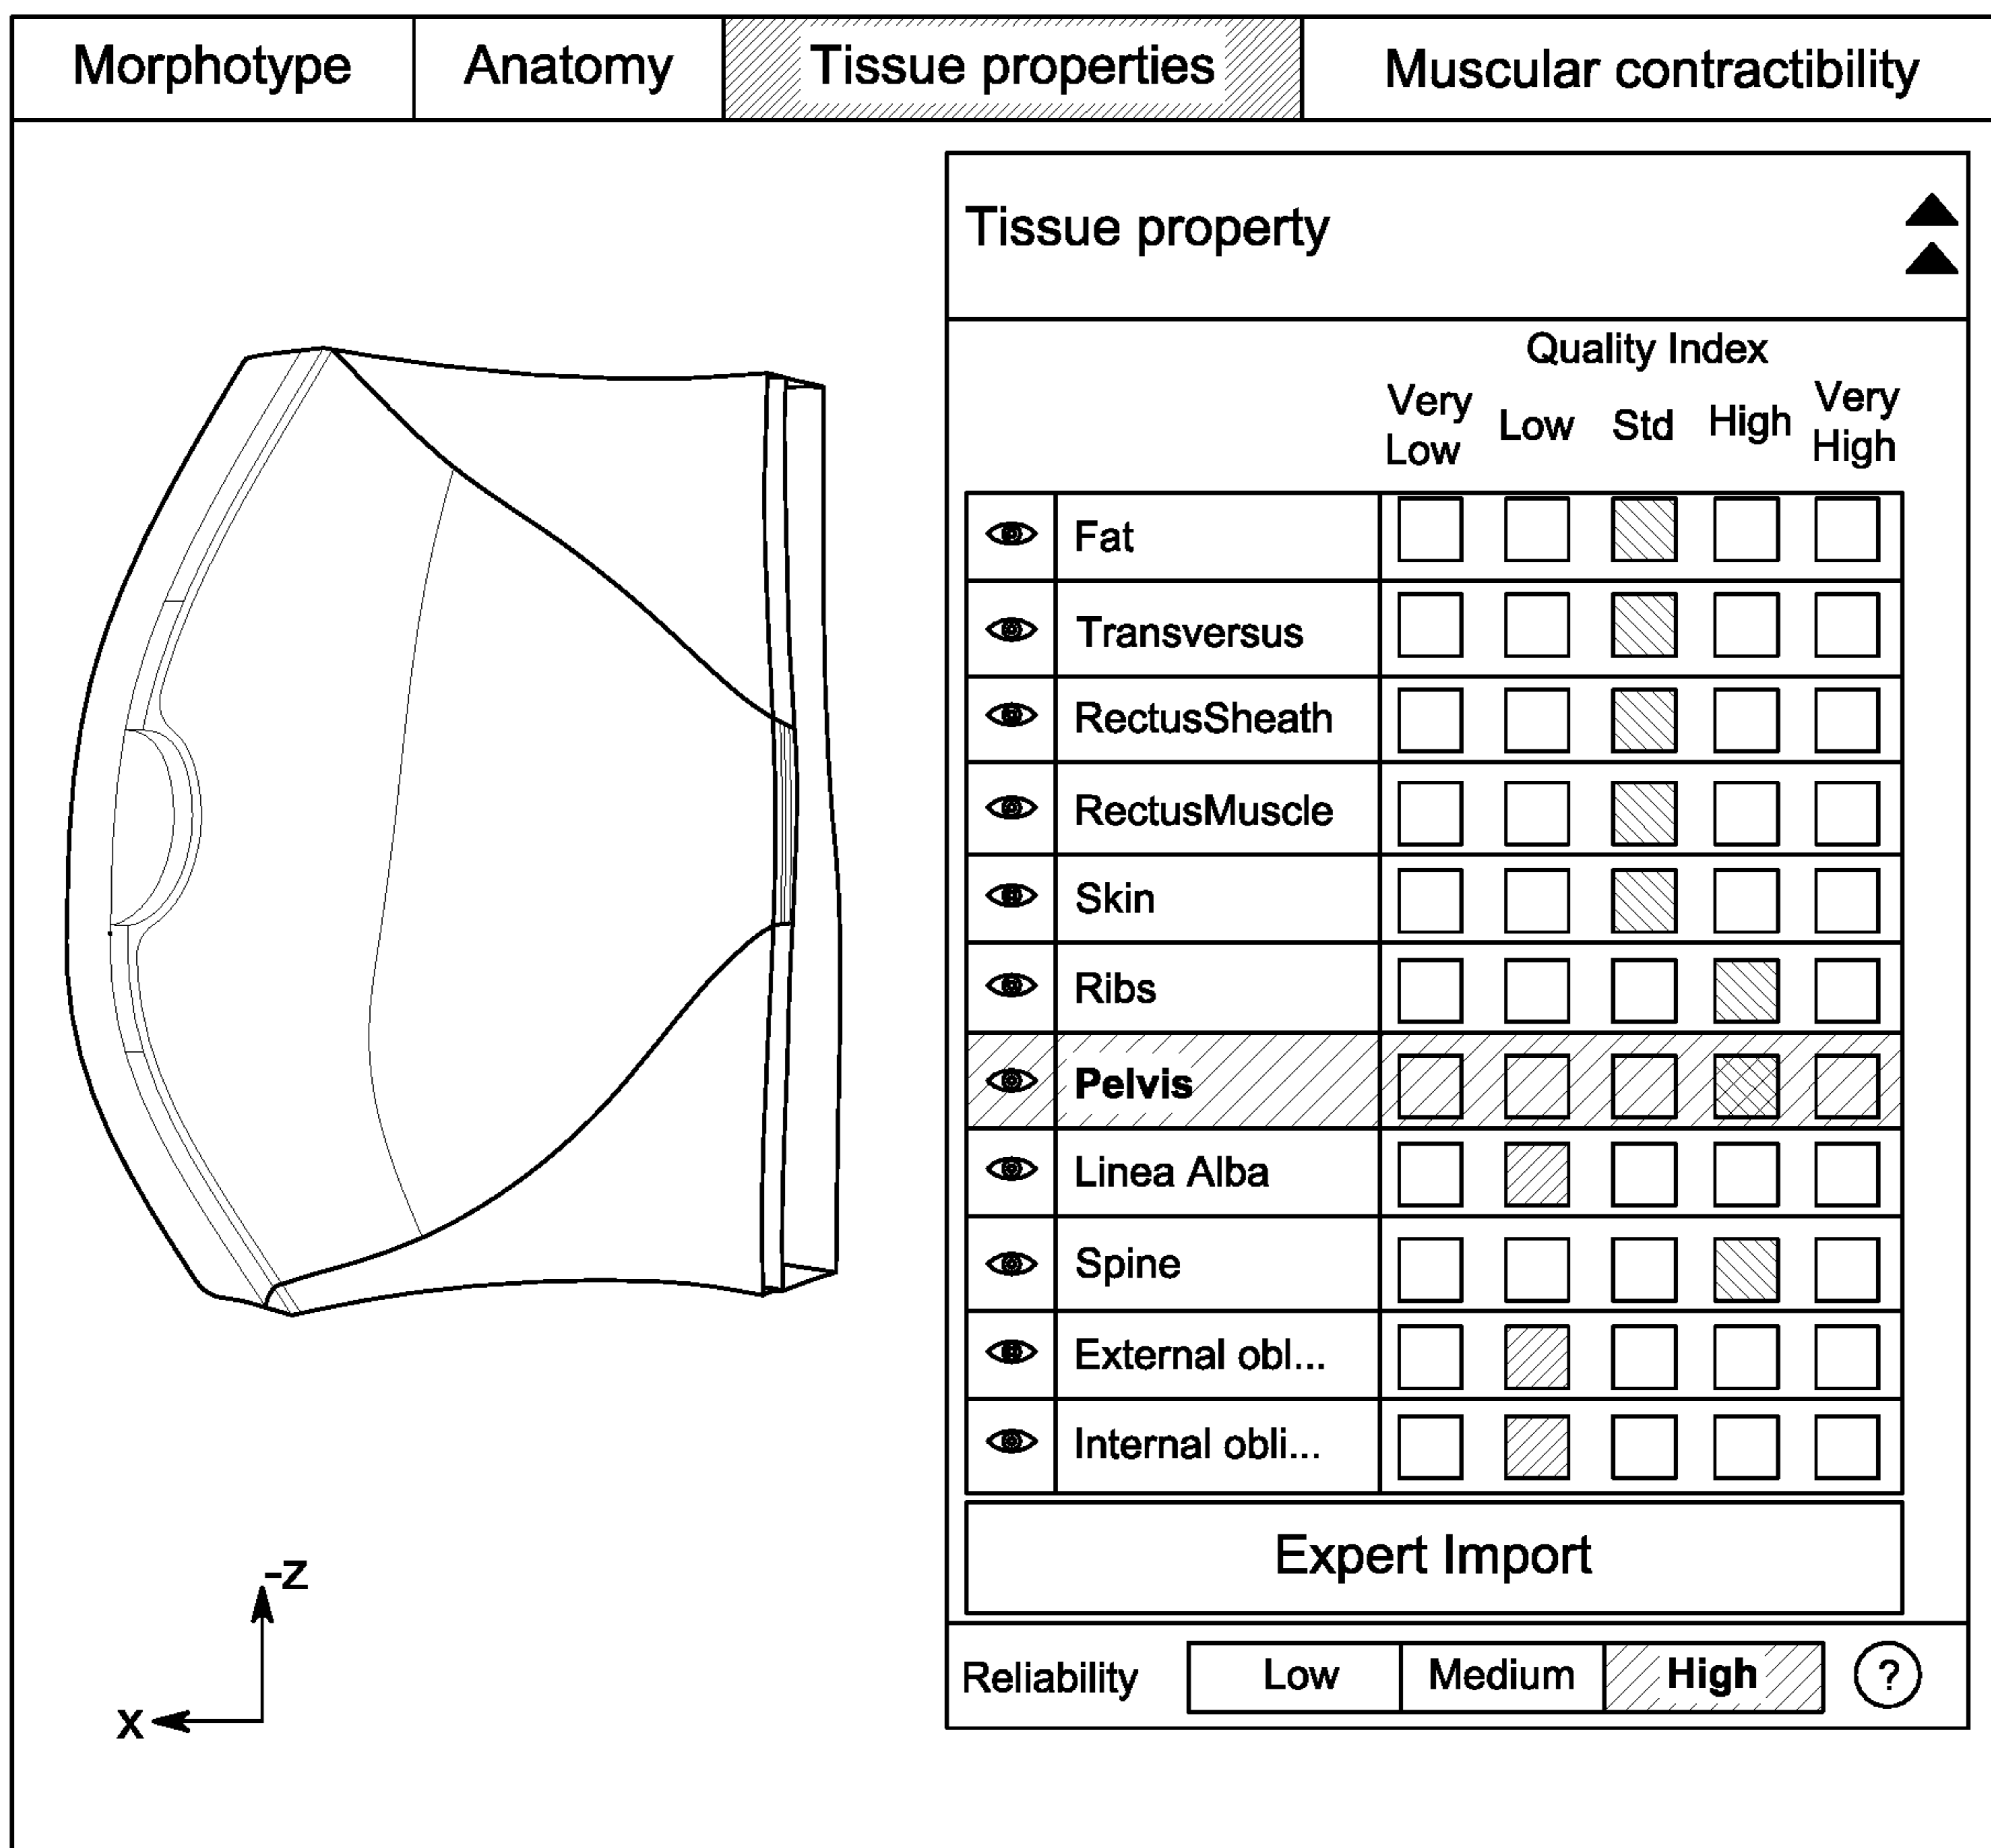 Morphotype Anatomy Tissue properties Muscular contractibility
Tissue property
Quality Index
Very Low Low Std High Very High
Fat
Transversus
RectusSheath
RectusMuscle
Skin
Ribs
Pelvis
Linea Alba
Spine
External obl...
Internal obli...
Expert Import
Reliability Low Medium High ?
-Z
X